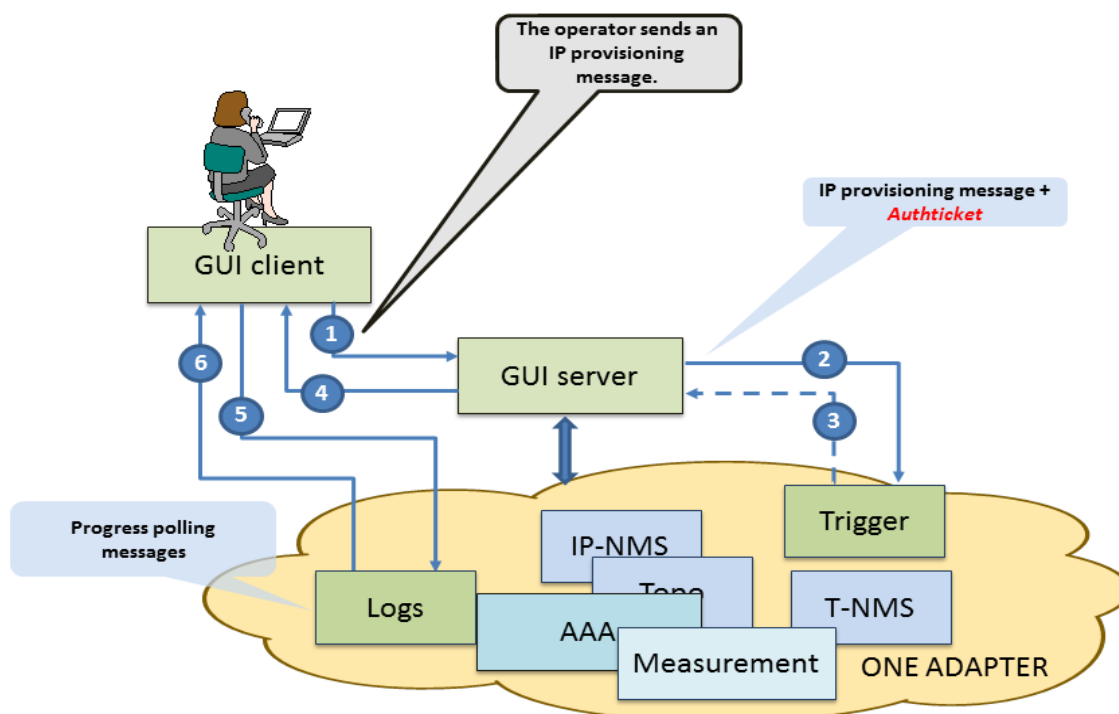 The operator sends an
IP provisioning
message.
IP provisioning message +
Authticket
GUI client
1
6
GUI server
2
4
5
3
Progress polling
messages
Trigger
IP-NMS
Logs
T-NMS
AAA
Measurement
ONE ADAPTER